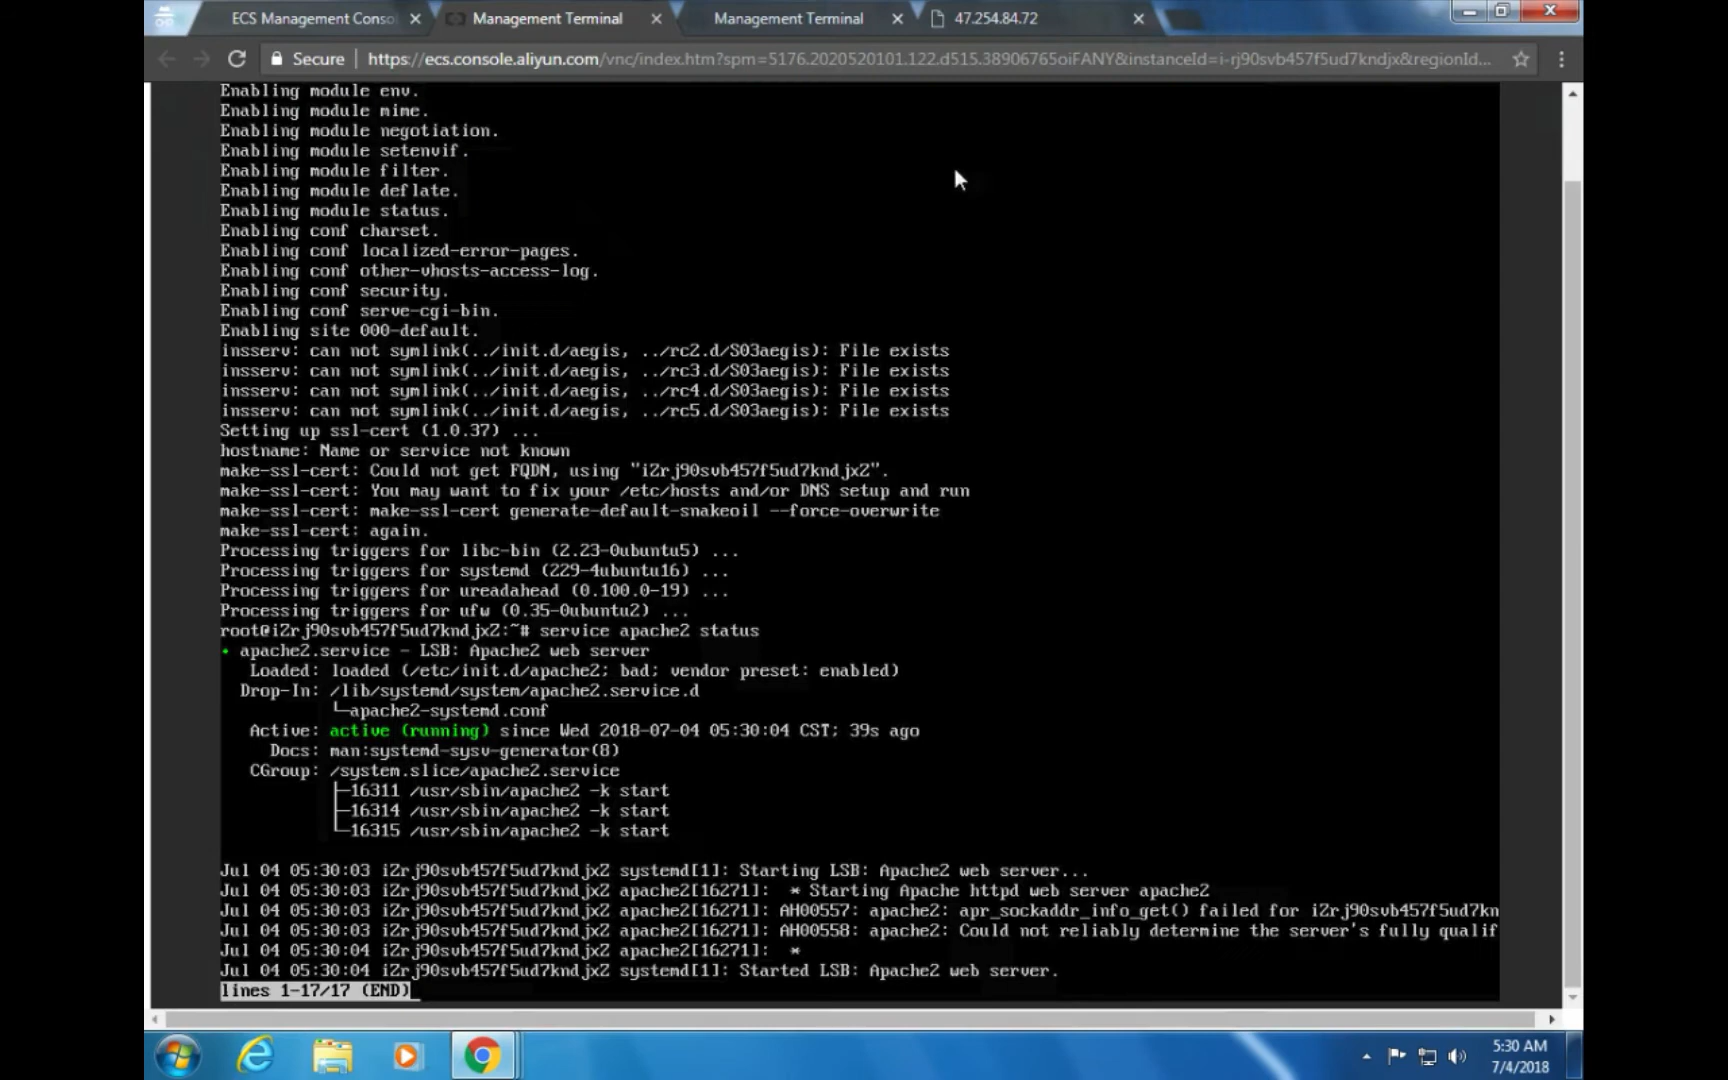 ECS Management Conso
Management Terminal
Management Terminal
47.254.84.72
Secure
https://ecs.console.aliyun.com/vnc/index.htm?spm=5176.2020520101.122.d515.38906765oiFANY&instanceId=i-rj90svb457f5ud7kndjx&regionId...
Enabling module env.
Enabling module mime.
Enabling module negotiation.
Enabling module setenvif.
Enabling module filter.
Enabling module deflate.
Enabling module status.
Enabling conf charset.
Enabling conf localized-error-pages.
Enabling conf other-vhosts-access-log.
Enabling conf security.
Enabling conf serve-cgi-bin.
Enabling site 000-default.
insserv: can not symlink(../init.d/aegis, ../rc2.d/S03aegis): File exists
insserv: can not symlink(../init.d/aegis, ../rc3.d/S03aegis): File exists
insserv: can not symlink(../init.d/aegis, ../rc4.d/S03aegis): File exists
insserv: can not symlink(../init.d/aegis, ../rc5.d/S03aegis): File exists
Setting up ssl-cert (1.0.37) ...
hostname: Name or service not known
make-ssl-cert: Could not get FQDN, using "iZrj90svb457f5ud7kndjxZ".
make-ssl-cert: You may want to fix your /etc/hosts and/or DNS setup and run
make-ssl-cert: make-ssl-cert generate-default-snakeoil --force-overwrite
make-ssl-cert: again.
Processing triggers for libc-bin (2.23-0ubuntu5) ...
Processing triggers for systemd (229-4ubuntu16) ...
Processing triggers for ureadahead (0.100.0-19) ...
Processing triggers for ufw (0.35-0ubuntu2) ...
root@iZrj90svb457f5ud7kndjxZ:~# service apache2 status
• apache2.service - LSB: Apache2 web server
Loaded: loaded (/etc/init.d/apache2; bad; vendor preset: enabled)
Drop-In: /lib/systemd/system/apache2.service.d
└─apache2-systemd.conf
Active: active (running) since Wed 2018-07-04 05:30:04 CST; 39s ago
Docs: man:systemd-sysv-generator(8)
CGroup: /system.slice/apache2.service
├─16311 /usr/sbin/apache2 -k start
├─16314 /usr/sbin/apache2 -k start
└─16315 /usr/sbin/apache2 -k start
Jul 04 05:30:03 iZrj90svb457f5ud7kndjxZ systemd[1]: Starting LSB: Apache2 web server...
Jul 04 05:30:03 iZrj90svb457f5ud7kndjxZ apache2[16271]: * Starting Apache httpd web server apache2
Jul 04 05:30:03 iZrj90svb457f5ud7kndjxZ apache2[16271]: AH00557: apache2: apr_sockaddr_info_get() failed for iZrj90svb457f5ud7kn
Jul 04 05:30:03 iZrj90svb457f5ud7kndjxZ apache2[16271]: AH00558: apache2: Could not reliably determine the server's fully qualif
Jul 04 05:30:04 iZrj90svb457f5ud7kndjxZ apache2[16271]: *
Jul 04 05:30:04 iZrj90svb457f5ud7kndjxZ systemd[1]: Started LSB: Apache2 web server.
lines 1-17/17 (END)
5:30 AM
7/4/2018